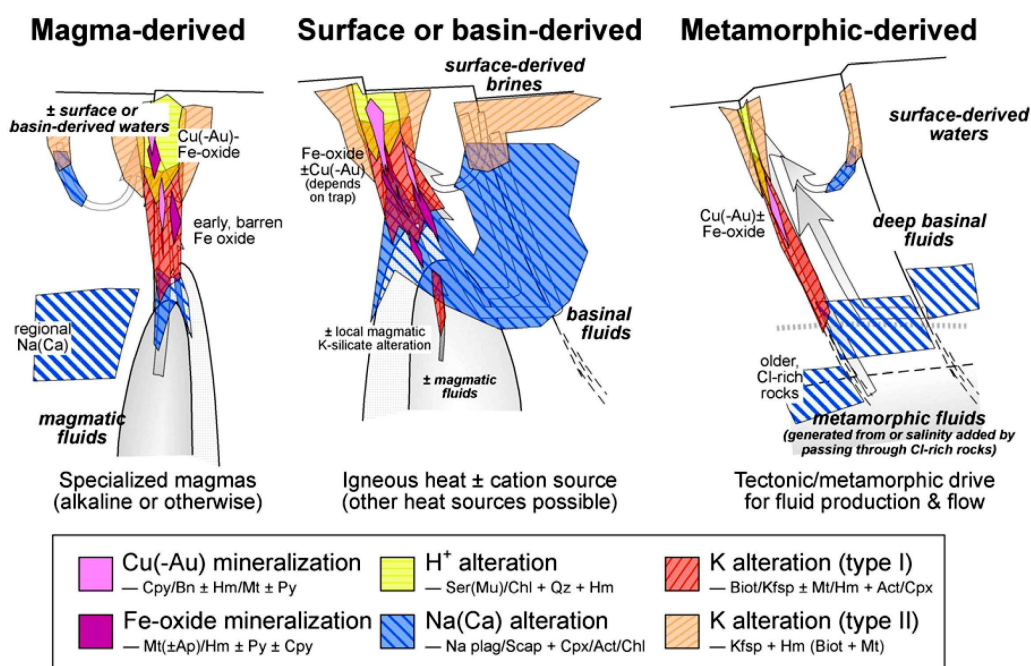 Magma-derived
Surface or basin-derived
Metamorphic-derived
± surface or
basin-derived waters
Cu(-Au)-
Fe-oxide
early, barren
Fe oxide
regional
Na(Ca)
magmatic
fluids
Specialized magmas
(alkaline or otherwise)
surface-derived
brines
Fe-oxide
±Cu(-Au)
(depends
on trap)
basinal
fluids
± local magmatic
K-silicate alteration
± magmatic
fluids
Igneous heat ± cation source
(other heat sources possible)
surface-derived
waters
Cu(-Au)±
Fe-oxide
deep basinal
fluids
older,
Cl-rich
rocks
metamorphic fluids
(generated from or salinity added by
passing through Cl-rich rocks)
Tectonic/metamorphic drive
for fluid production & flow
Cu(-Au) mineralization
— Cpy/Bn ± Hm/Mt ± Py
H⁺ alteration
— Ser(Mu)/Chl + Qz + Hm
K alteration (type I)
— Biot/Kfsp ± Mt/Hm + Act/Cpx
Fe-oxide mineralization
— Mt(±Ap)/Hm ± Py ± Cpy
Na(Ca) alteration
— Na plag/Scap + Cpx/Act/Chl
K alteration (type II)
— Kfsp + Hm (Biot + Mt)